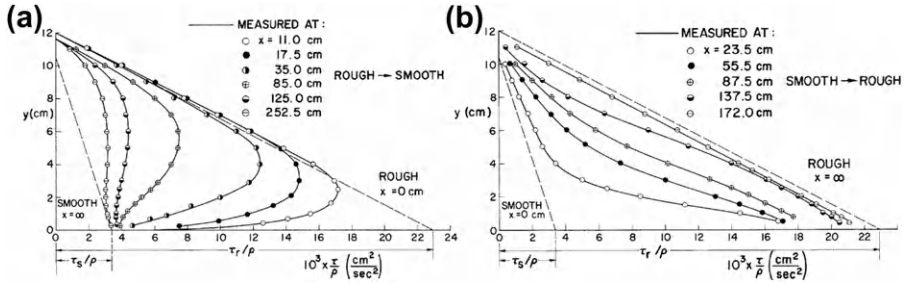 (a)
MEASURED AT:
x = 11.0 cm
17.5 cm
35.0 cm
85.0 cm
125.0 cm
252.5 cm
ROUGH → SMOOTH
y (cm)
12
10
8
6
4
2
0
SMOOTH
x = ∞
ROUGH
x = 0 cm
0 2 4 6 8 10 12 14 16 18 20 22 24
τs/ρ
τr/ρ
10³ × τ/ρ (cm²/sec²)
(b)
MEASURED AT:
x = 23.5 cm
55.5 cm
87.5 cm
137.5 cm
172.0 cm
SMOOTH → ROUGH
y (cm)
12
10
8
6
4
2
0
SMOOTH
x = 0 cm
ROUGH
x = ∞
0 2 4 6 8 10 12 14 16 18 20 22
τs/ρ
τr/ρ
10³ × τ/ρ (cm²/sec²)